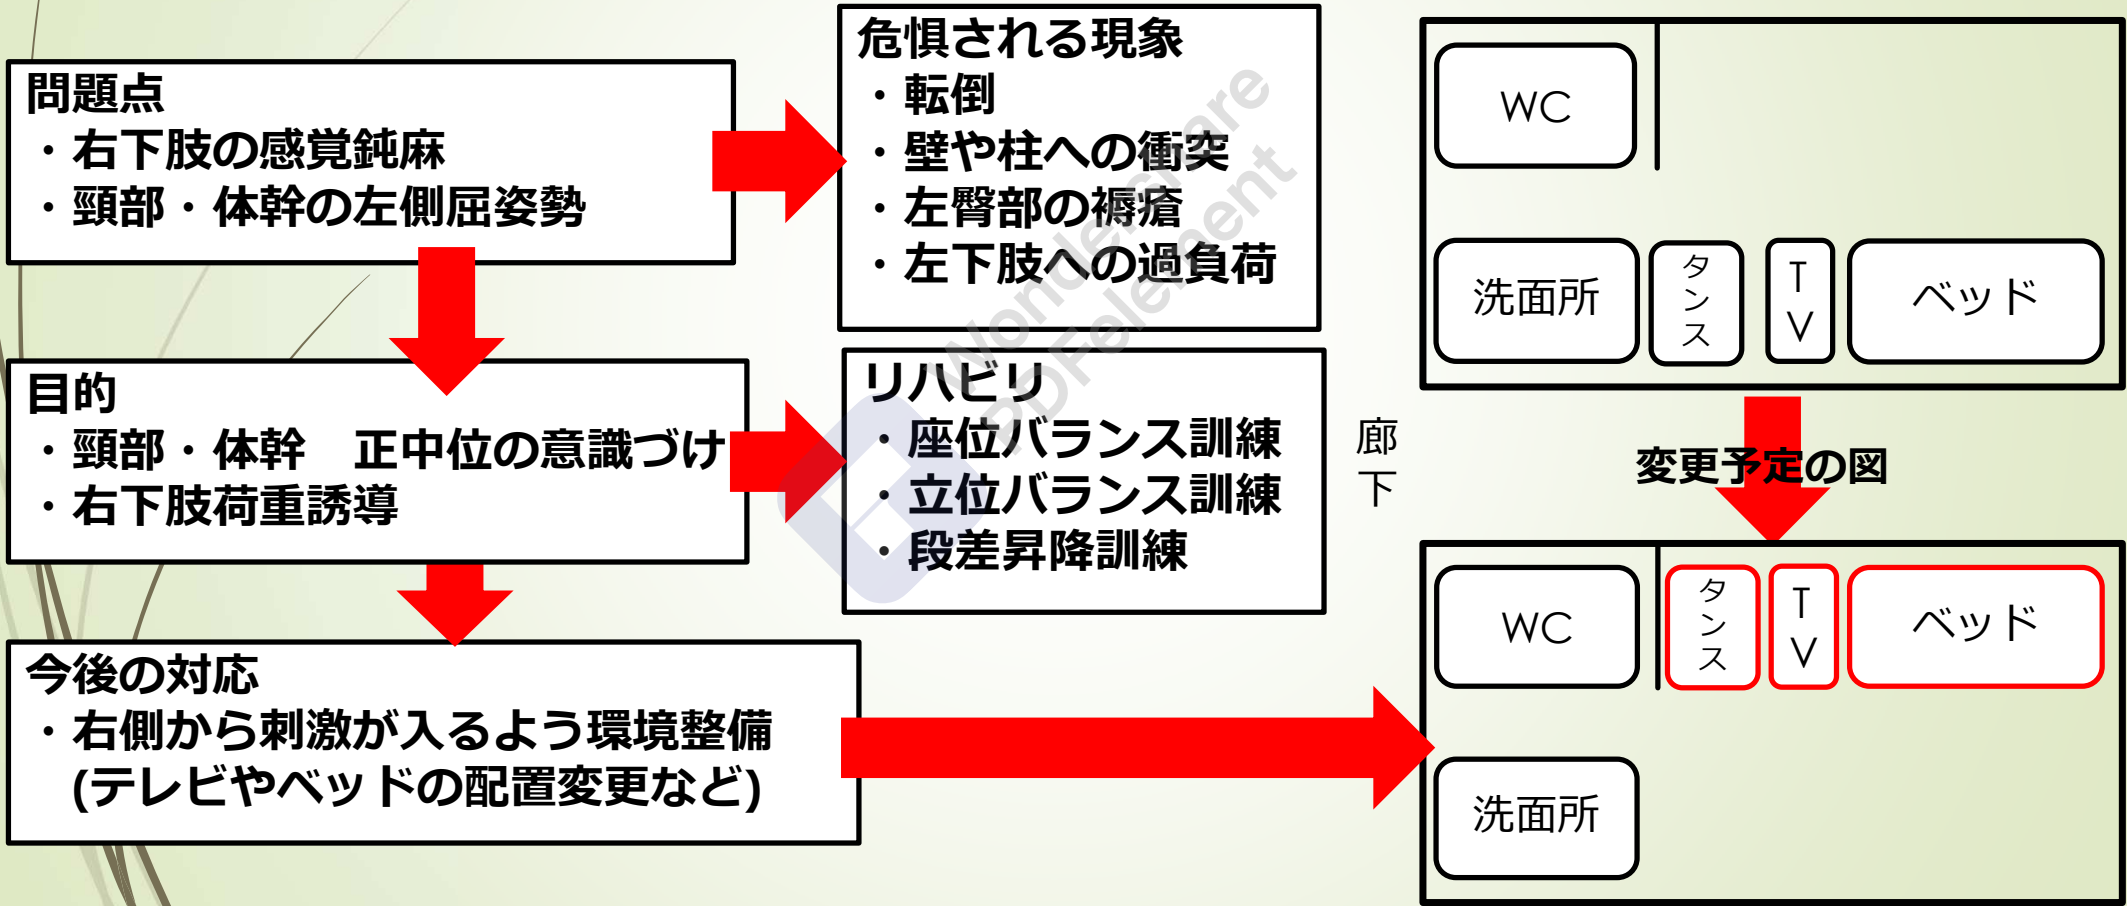 問題点
・右下肢の感覚鈍麻
・頸部・体幹の左側屈姿勢
危惧される現象
・転倒
・壁や柱への衝突
・左臀部の褥瘡
・左下肢への過負荷
目的
・頸部・体幹　正中位の意識づけ
・右下肢荷重誘導
リハビリ
・座位バランス訓練
・立位バランス訓練
・段差昇降訓練
今後の対応
・右側から刺激が入るよう環境整備
(テレビやベッドの配置変更など)
WC
洗面所
タンス
TV
ベッド
廊下
変更予定の図
WC
タンス
TV
ベッド
洗面所
Wondershare
PDFelement